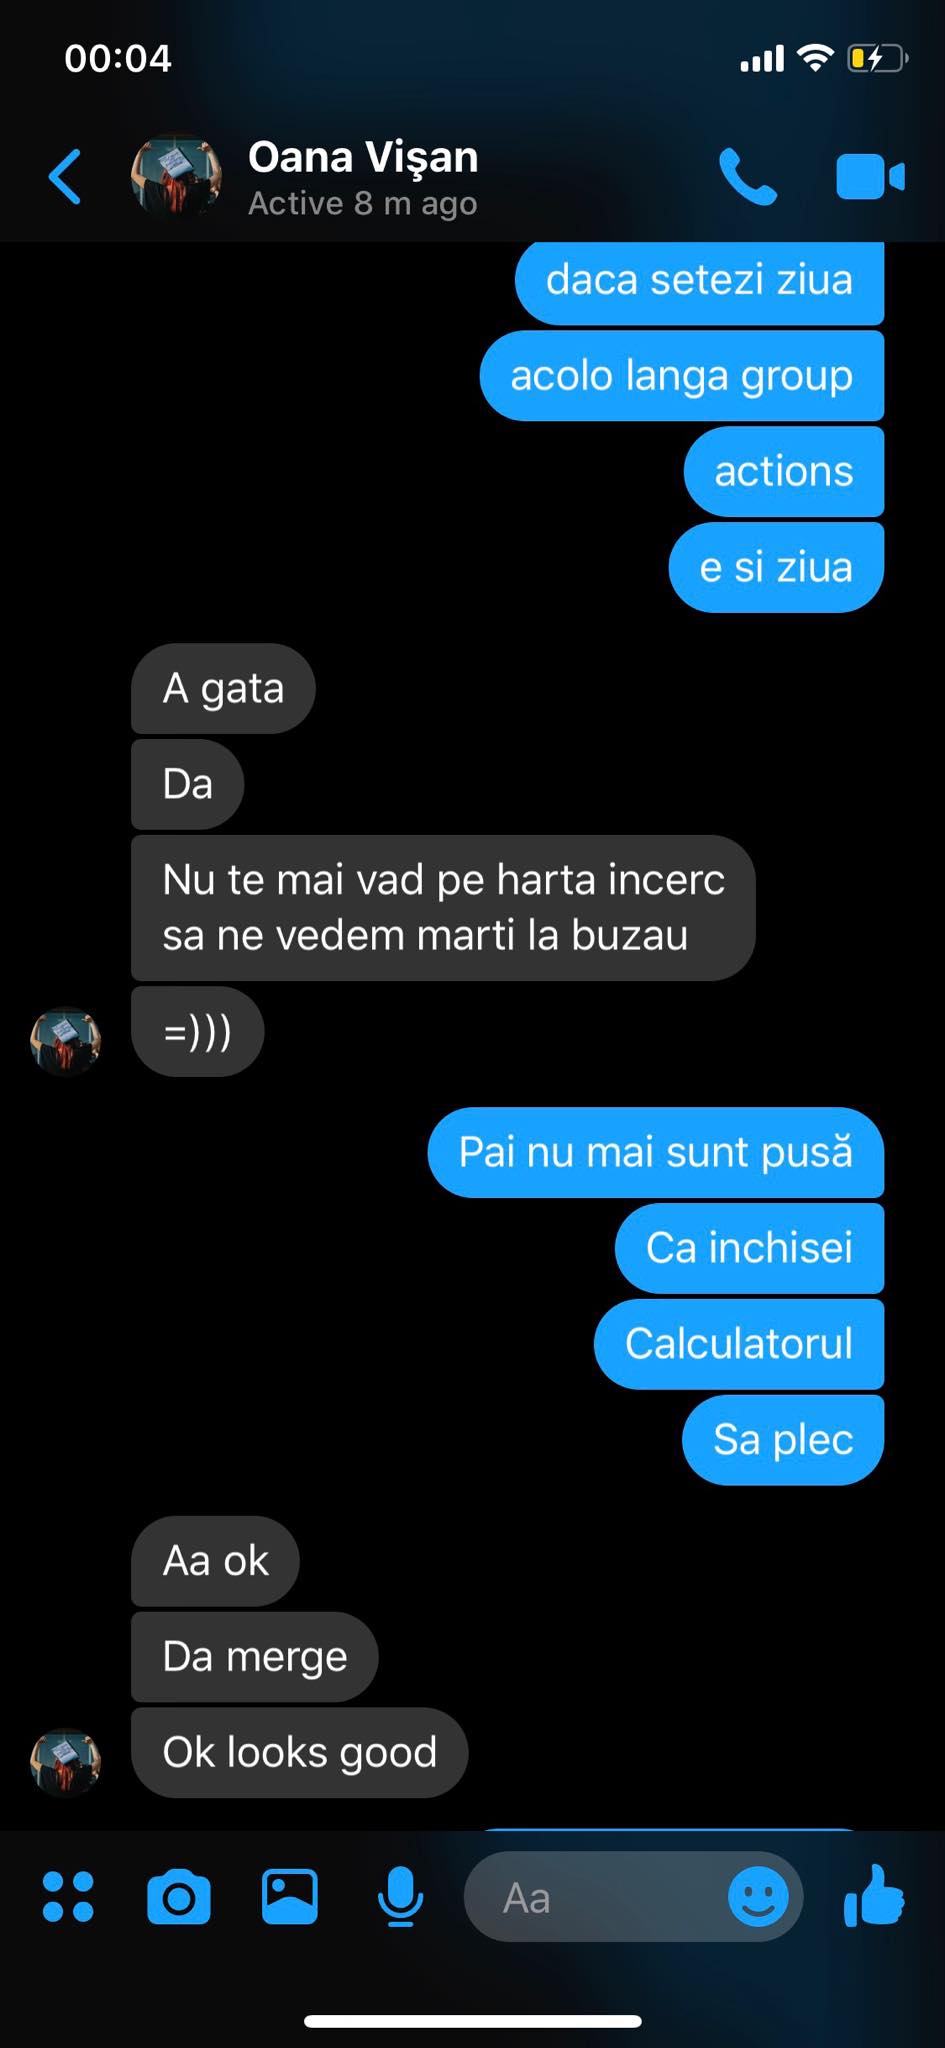 00:04
Oana Vişan
Active 8 m ago
daca setezi ziua
acolo langa group
actions
e si ziua
A gata
Da
Nu te mai vad pe harta incerc
sa ne vedem marti la buzau
=)))
Pai nu mai sunt pusă
Ca inchisei
Calculatorul
Sa plec
Aa ok
Da merge
Ok looks good
Aa